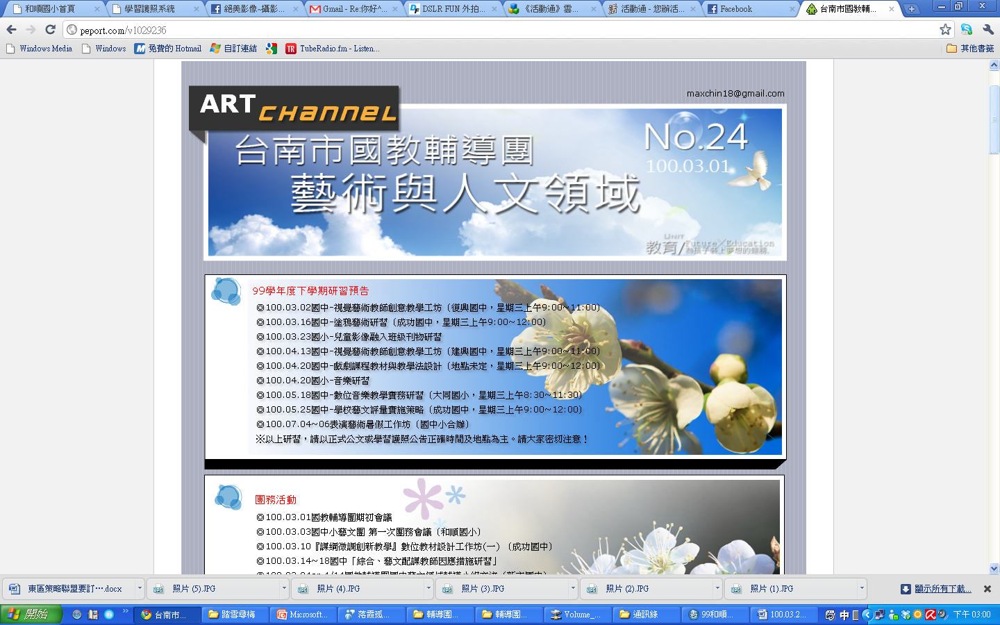 和順國小首頁
學習護照系統
絕美影像~攝影...
Gmail - Re:你好^...
DSLR FUN 外拍...
《活動通》雲...
活動通 - 您辦活...
Facebook
台南市國教輔...
peport.com/v1029236
Windows Media
Windows
免費的 Hotmail
自訂連結
TubeRadio.fm - Listen...
其他書籤
maxchin18@gmail.com
ART channel
台南市國教輔導團
藝術與人文領域
No.24
100.03.01
UNIT
教育/Future×Education
為孩子裝上夢想的翅膀.
99學年度下學期研習預告
◎100.03.02國中-視覺藝術教師創意教學工坊〔復興國中，星期三上午9:00~11:00〕
◎100.03.16國中-塗鴉藝術研習〔成功國中，星期三上午9:00~12:00〕
◎100.03.23國小-兒童影像融入班級刊物研習
◎100.04.13國中-視覺藝術教師創意教學工坊〔建興國中，星期三上午9:00~11:00〕
◎100.04.20國中-戲劇課程教材與教學法設計〔地點未定，星期三上午9:00~12:00〕
◎100.04.20國小-音樂研習
◎100.05.18國中-數位音樂教學實務研習〔大同國小，星期三上午8:30~11:30〕
◎100.05.25國中-學校藝文評量實施策略〔成功國中，星期三上午9:00~12:00〕
◎100.07.04~06表演藝術暑假工作坊〔國中小合辦〕
※以上研習，請以正式公文或學習護照公告正確時間及地點為主。請大家密切注意！
團務活動
◎100.03.01國教輔導團期初會議
◎100.03.03國中小藝文團 第一次團務會議〔和順國小〕
◎100.03.10『課綱微調創新教學』數位教材設計工作坊(一) 〔成功國中〕
◎100.03.14~18國中「綜合、藝文配課教師因應措施研習」
東區策略聯盟要訂....docx
照片 (5).JPG
照片 (4).JPG
照片 (3).JPG
照片 (2).JPG
照片 (1).JPG
顯示所有下載...
開始
台南市...
踏雪尋梅
Microsoft...
落霞孤...
輔導團...
輔導團...
Volume_...
通訊錄
99和順...
100.03.2...
中
下午 03:00